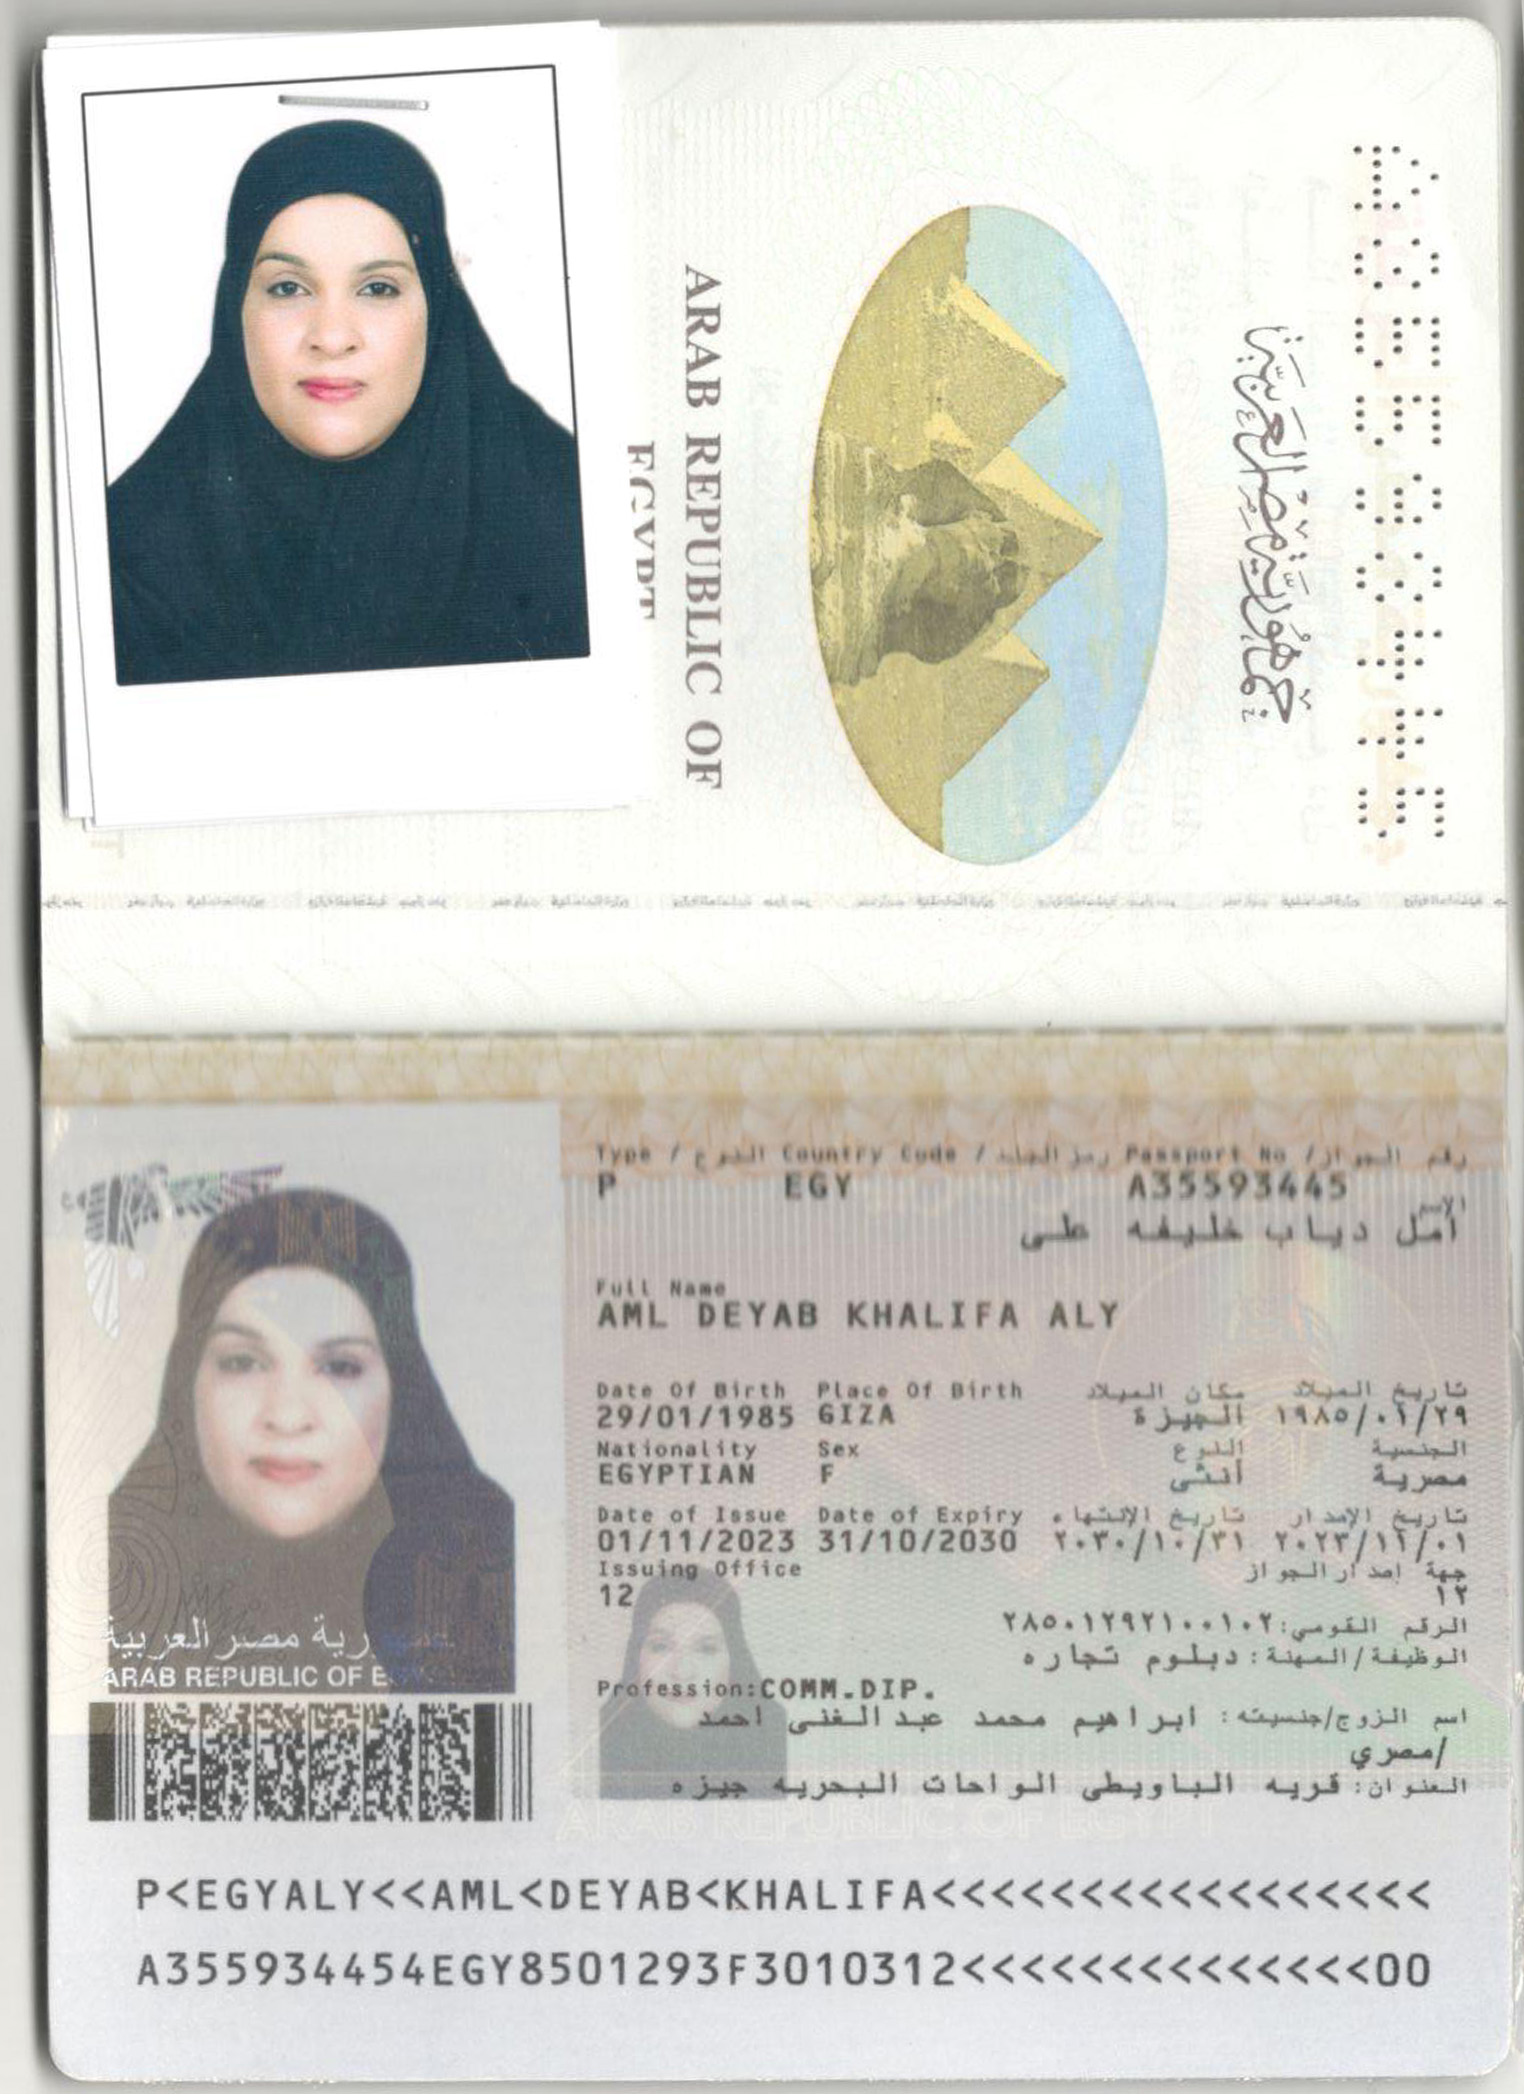 A35593445
جمهورية مصر العربية
ARAB REPUBLIC OF
EGYPT
Type / النوع Country Code / رمز البلد Passport No / رقم الجواز
P EGY A35593445
الإسم
أمل دياب خليفه على
Full Name
AML DEYAB KHALIFA ALY
Date Of Birth Place Of Birth مكان الميلاد تاريخ الميلاد
29/01/1985 GIZA الجيزة ١٩٨٥/٠١/٢٩
Nationality Sex النوع الجنسية
EGYPTIAN F أنثى مصرية
Date of Issue Date of Expiry تاريخ الإنتهاء تاريخ الإصدار
01/11/2023 31/10/2030 ٢٠٣٠/١٠/٣١ ٢٠٢٣/١١/٠١
Issuing Office جهة إصدار الجواز
12 ١٢
الرقم القومي: ٢٨٥٠١٢٩٢١٠٠١٠٢
الوظيفة/المهنة: دبلوم تجاره
Profession:COMM.DIP.
اسم الزوج/جنسيته: ابراهيم محمد عبدالغنى احمد
/مصري
العنوان: قريه الباويطى الواحات البحريه جيزه
جمهورية مصر العربية
ARAB REPUBLIC OF EGYPT
ARAB REPUBLIC OF EGYPT
P<EGYALY<<AML<DEYAB<KHALIFA<<<<<<<<<<<<<<<<<
A355934454EGY8501293F3010312<<<<<<<<<<<<<<00